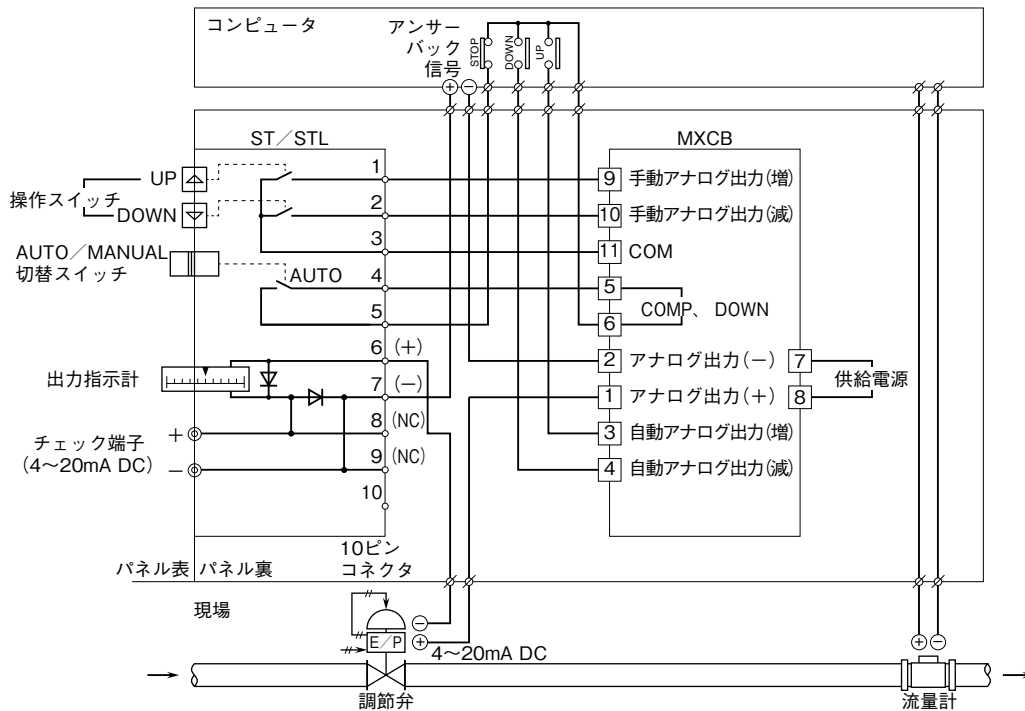 コンピュータ
アンサー
バック
信号
STOP
DOWN
UP
+
−
ST／STL
MXCB
UP
DOWN
操作スイッチ
AUTO／MANUAL
切替スイッチ
AUTO
1
2
3
4
5
6 (+)
7 (−)
8 (NC)
9 (NC)
10
出力指示計
チェック端子
(4〜20mA DC)
+
−
9 手動アナログ出力(増)
10 手動アナログ出力(減)
11 COM
5
COMP、 DOWN
6
2 アナログ出力(−)
1 アナログ出力(+)
3 自動アナログ出力(増)
4 自動アナログ出力(減)
7
供給電源
8
10ピン
コネクタ
パネル表
パネル裏
現場
E／P
−
+
4〜20mA DC
調節弁
+ −
流量計